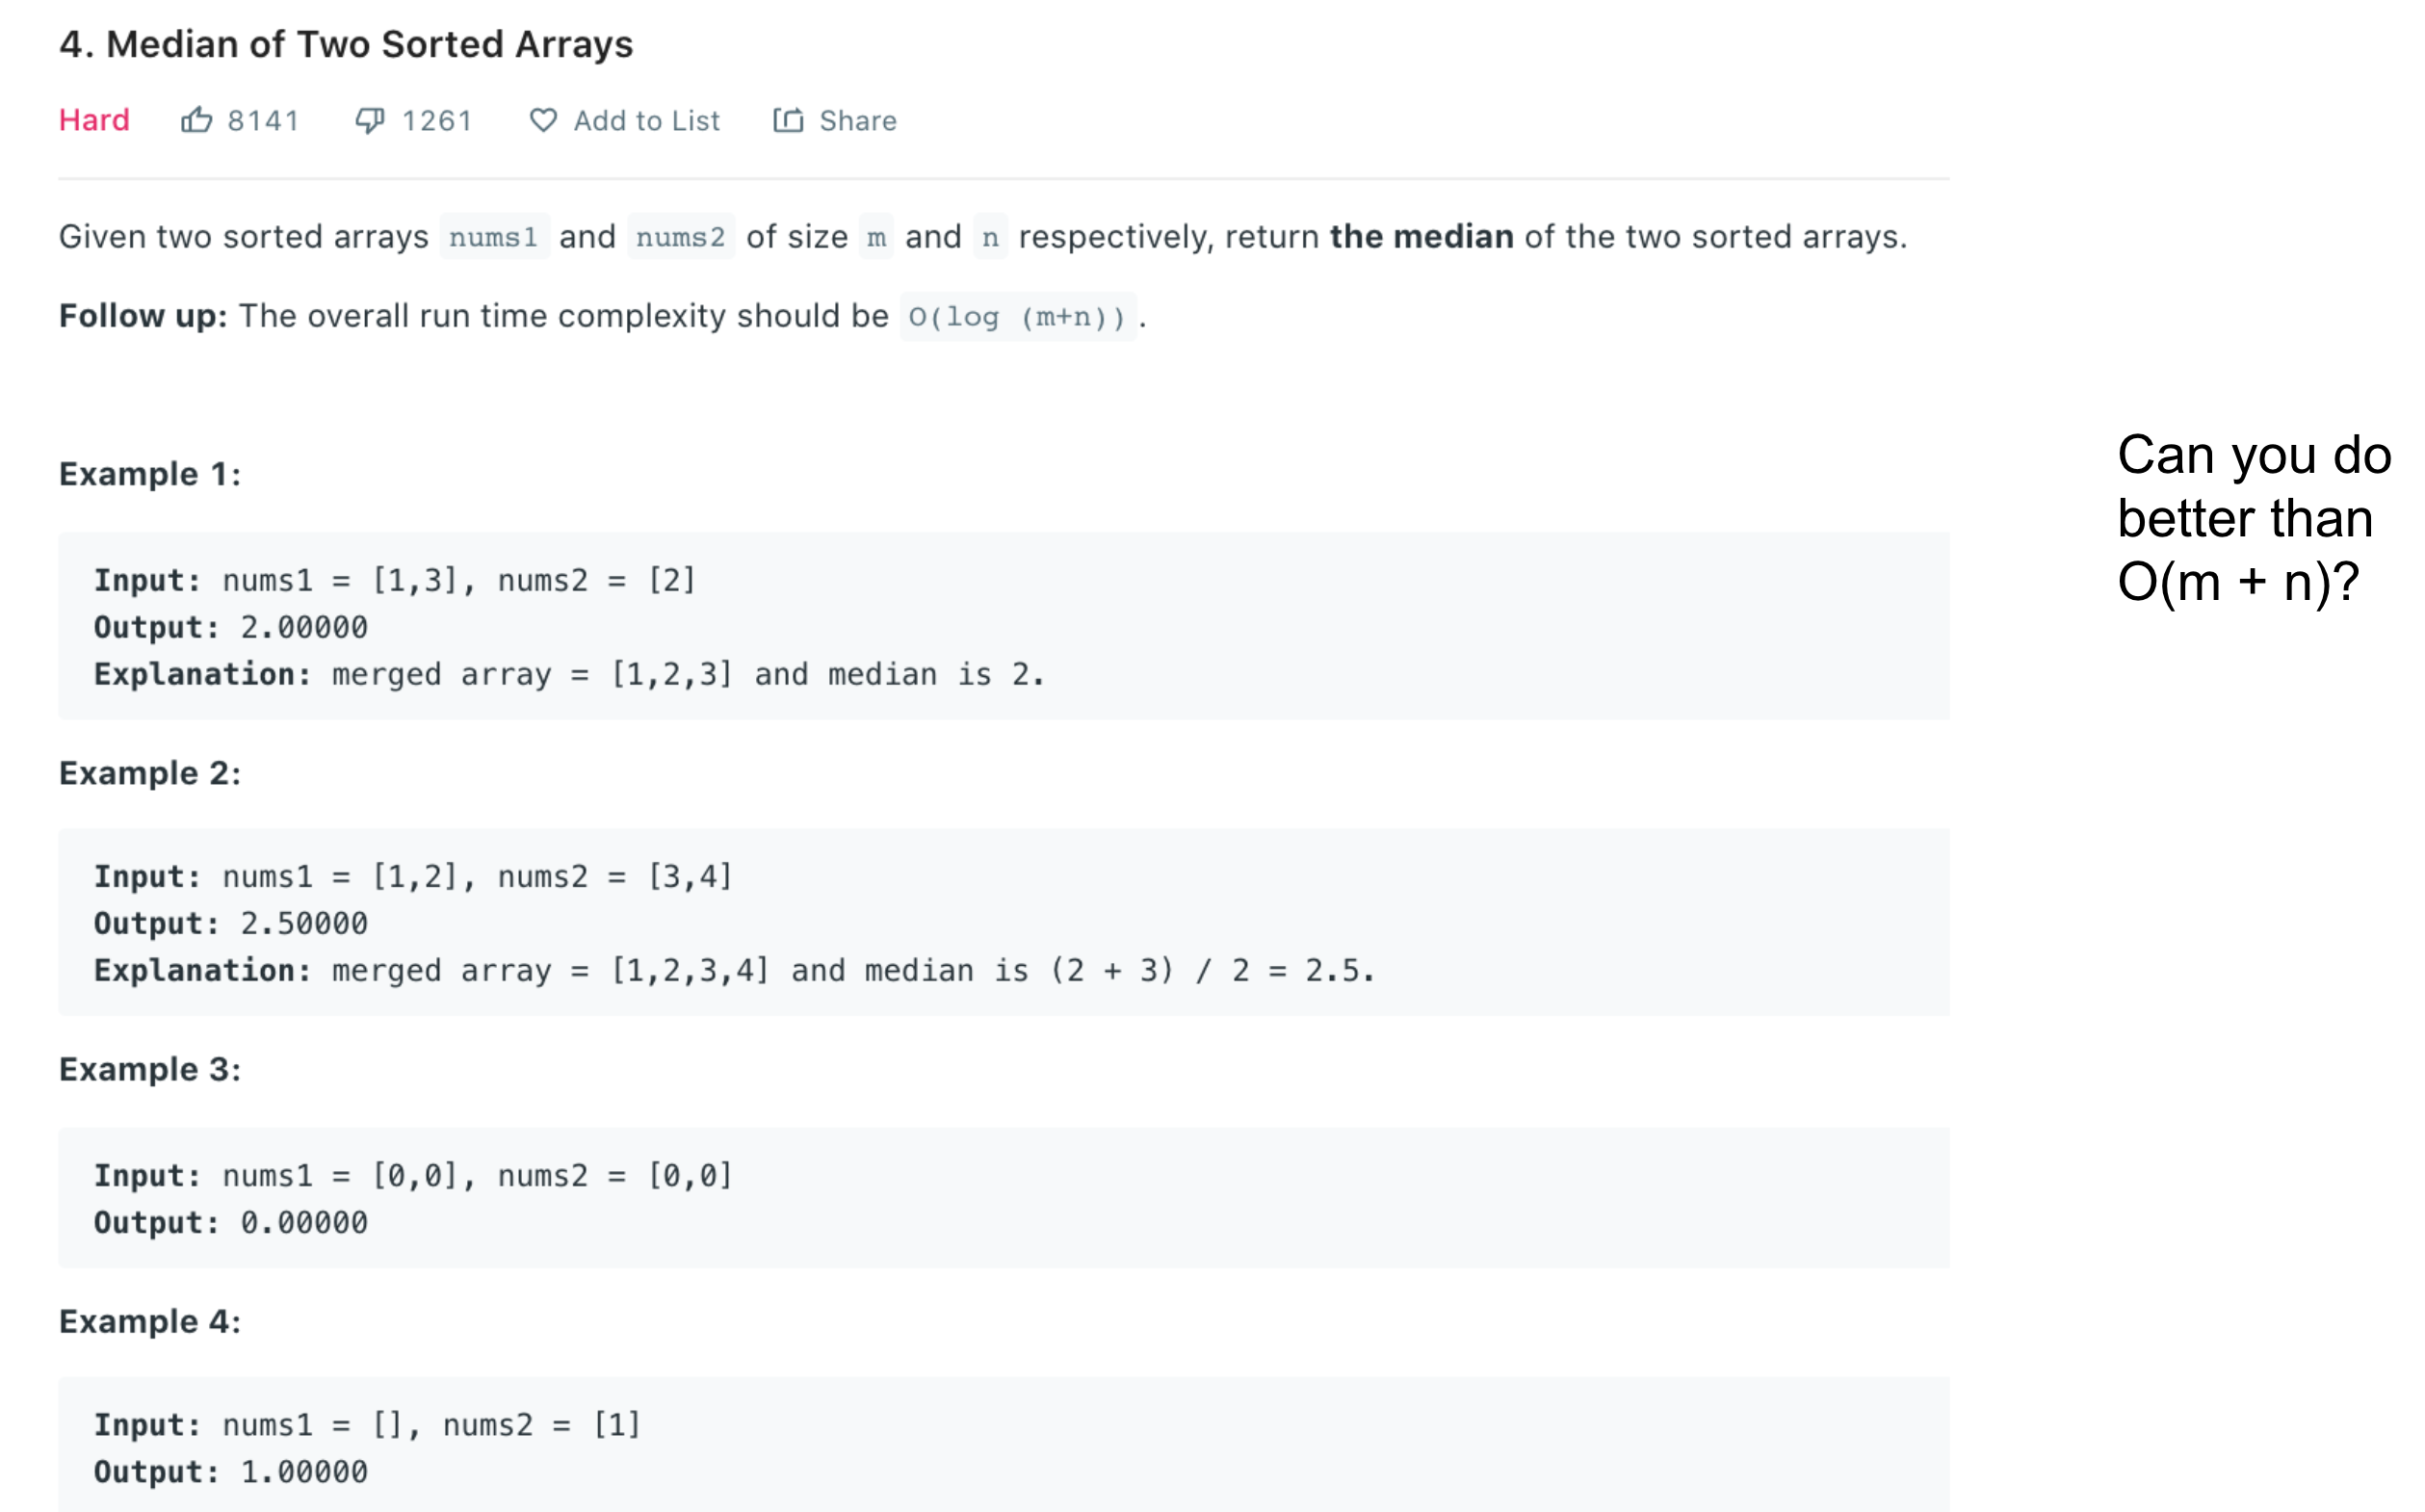 4. Median of Two Sorted Arrays
Hard 8141 1261 Add to List Share
Given two sorted arrays nums1 and nums2 of size m and n respectively, return the median of the two sorted arrays.
Follow up: The overall run time complexity should be O(log (m+n)) .
Can you do
better than
O(m + n)?
Example 1:
Input: nums1 = [1,3], nums2 = [2]
Output: 2.00000
Explanation: merged array = [1,2,3] and median is 2.
Example 2:
Input: nums1 = [1,2], nums2 = [3,4]
Output: 2.50000
Explanation: merged array = [1,2,3,4] and median is (2 + 3) / 2 = 2.5.
Example 3:
Input: nums1 = [0,0], nums2 = [0,0]
Output: 0.00000
Example 4:
Input: nums1 = [], nums2 = [1]
Output: 1.00000